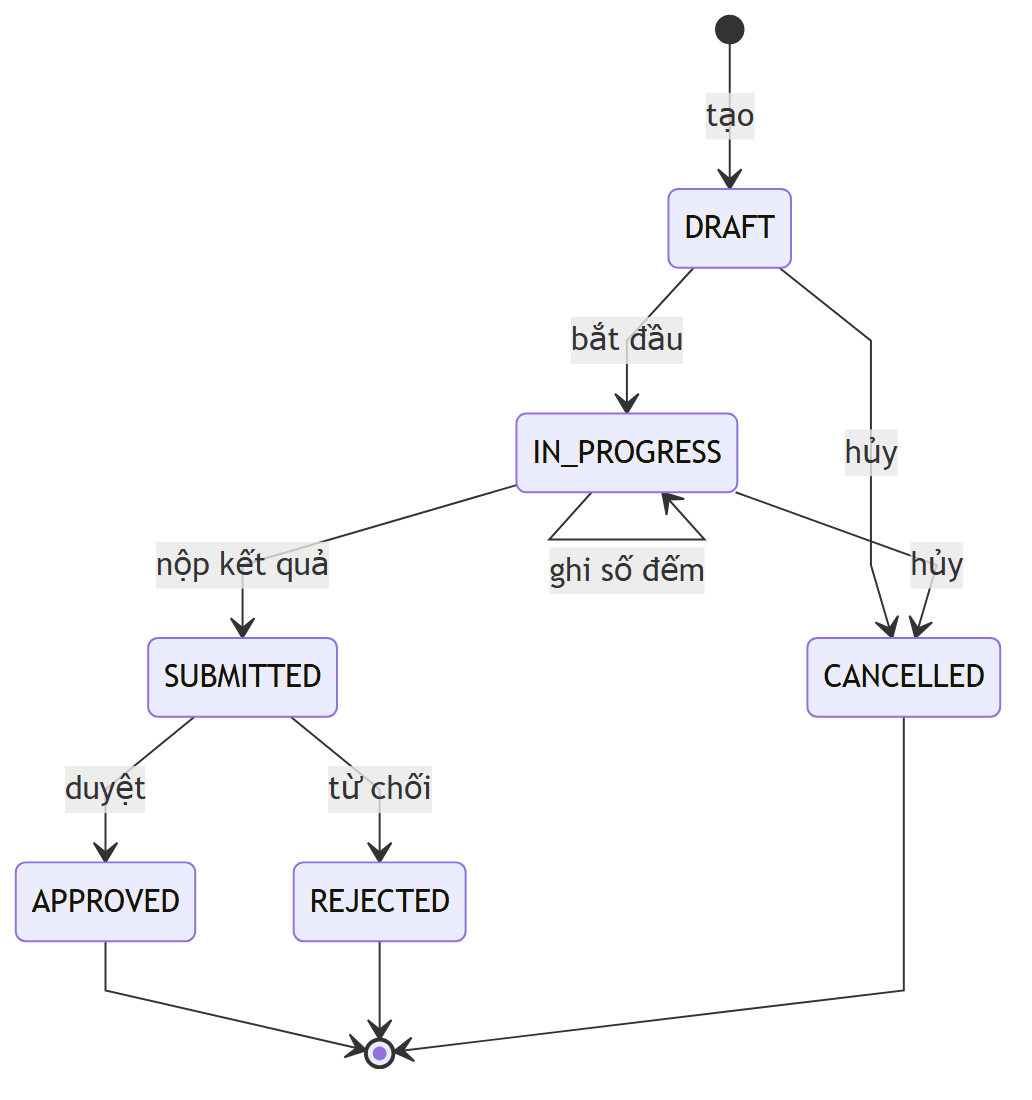 tạo
DRAFT
bắt đầu
hủy
IN_PROGRESS
nộp kết quả
ghi số đếm
hủy
SUBMITTED
CANCELLED
duyệt
từ chối
APPROVED
REJECTED